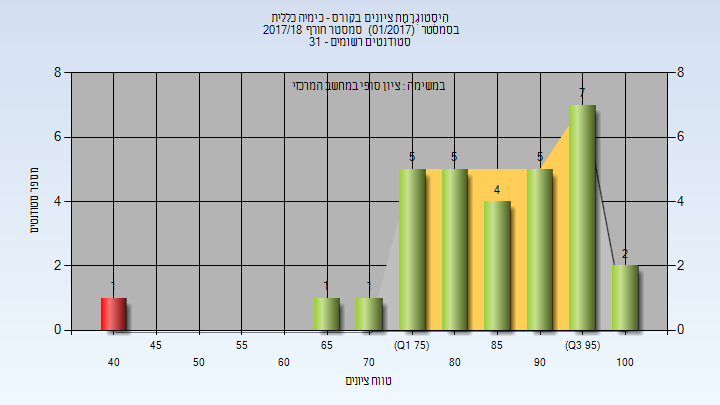 הִיסְטוֹגְרָמַת ציונים בקורס - כימיה כללית
בסמסטר (01/2017) סמסטר חורף 2017/18
סטודנטים רשומים - 31
במשימה : ציון סופי במחשב המרכזי
מספר סטודנטים
8 8
6 6
4 4
2 2
0 0
1 1 1 5 5 4 5 7 2
45 55 65 (Q1 75) 85 (Q3 95)
40 50 60 70 80 90 100
טווח ציונים